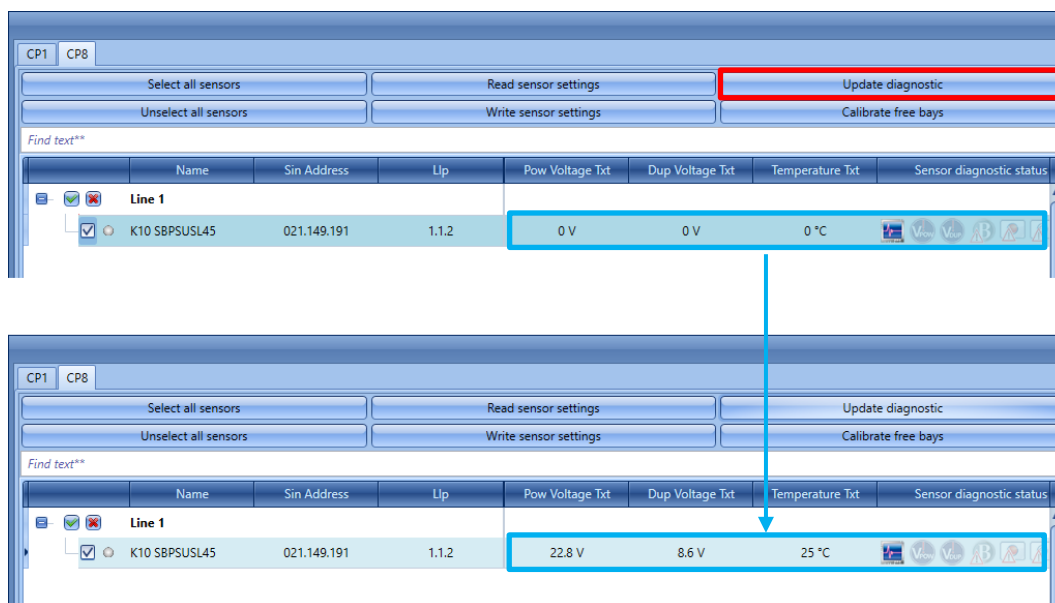 CP1 CP8
Select all sensors Read sensor settings Update diagnostic
Unselect all sensors Write sensor settings Calibrate free bays
Find text**
Name Sin Address Llp Pow Voltage Txt Dup Voltage Txt Temperature Txt Sensor diagnostic status
Line 1
K10 SBPSUSL45 021.149.191 1.1.2 0 V 0 V 0 °C
CP1 CP8
Select all sensors Read sensor settings Update diagnostic
Unselect all sensors Write sensor settings Calibrate free bays
Find text**
Name Sin Address Llp Pow Voltage Txt Dup Voltage Txt Temperature Txt Sensor diagnostic status
Line 1
K10 SBPSUSL45 021.149.191 1.1.2 22.8 V 8.6 V 25 °C